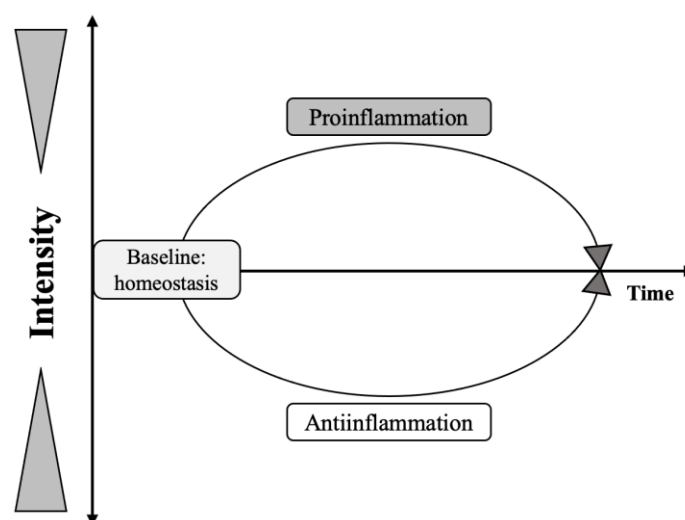 Proinflammation
Intensity
Baseline:
homeostasis
Time
Antiinflammation